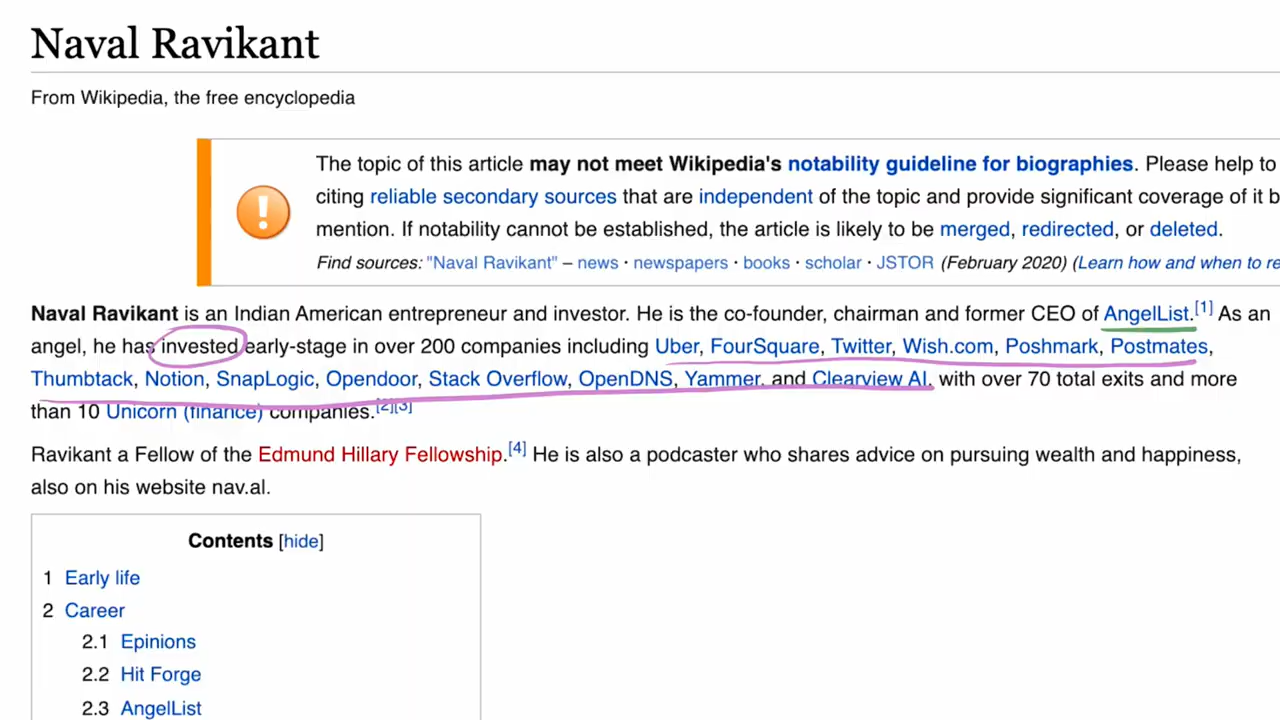 Naval Ravikant
From Wikipedia, the free encyclopedia
The topic of this article may not meet Wikipedia's notability guideline for biographies. Please help to
citing reliable secondary sources that are independent of the topic and provide significant coverage of it b
mention. If notability cannot be established, the article is likely to be merged, redirected, or deleted.
Find sources: "Naval Ravikant" – news · newspapers · books · scholar · JSTOR (February 2020) (Learn how and when to re
Naval Ravikant is an Indian American entrepreneur and investor. He is the co-founder, chairman and former CEO of AngelList.[1] As an
angel, he has invested early-stage in over 200 companies including Uber, FourSquare, Twitter, Wish.com, Poshmark, Postmates,
Thumbtack, Notion, SnapLogic, Opendoor, Stack Overflow, OpenDNS, Yammer, and Clearview AI, with over 70 total exits and more
than 10 Unicorn (finance) companies.[2][3]
Ravikant a Fellow of the Edmund Hillary Fellowship.[4] He is also a podcaster who shares advice on pursuing wealth and happiness,
also on his website nav.al.
Contents [hide]
1 Early life
2 Career
2.1 Epinions
2.2 Hit Forge
2.3 AngelList